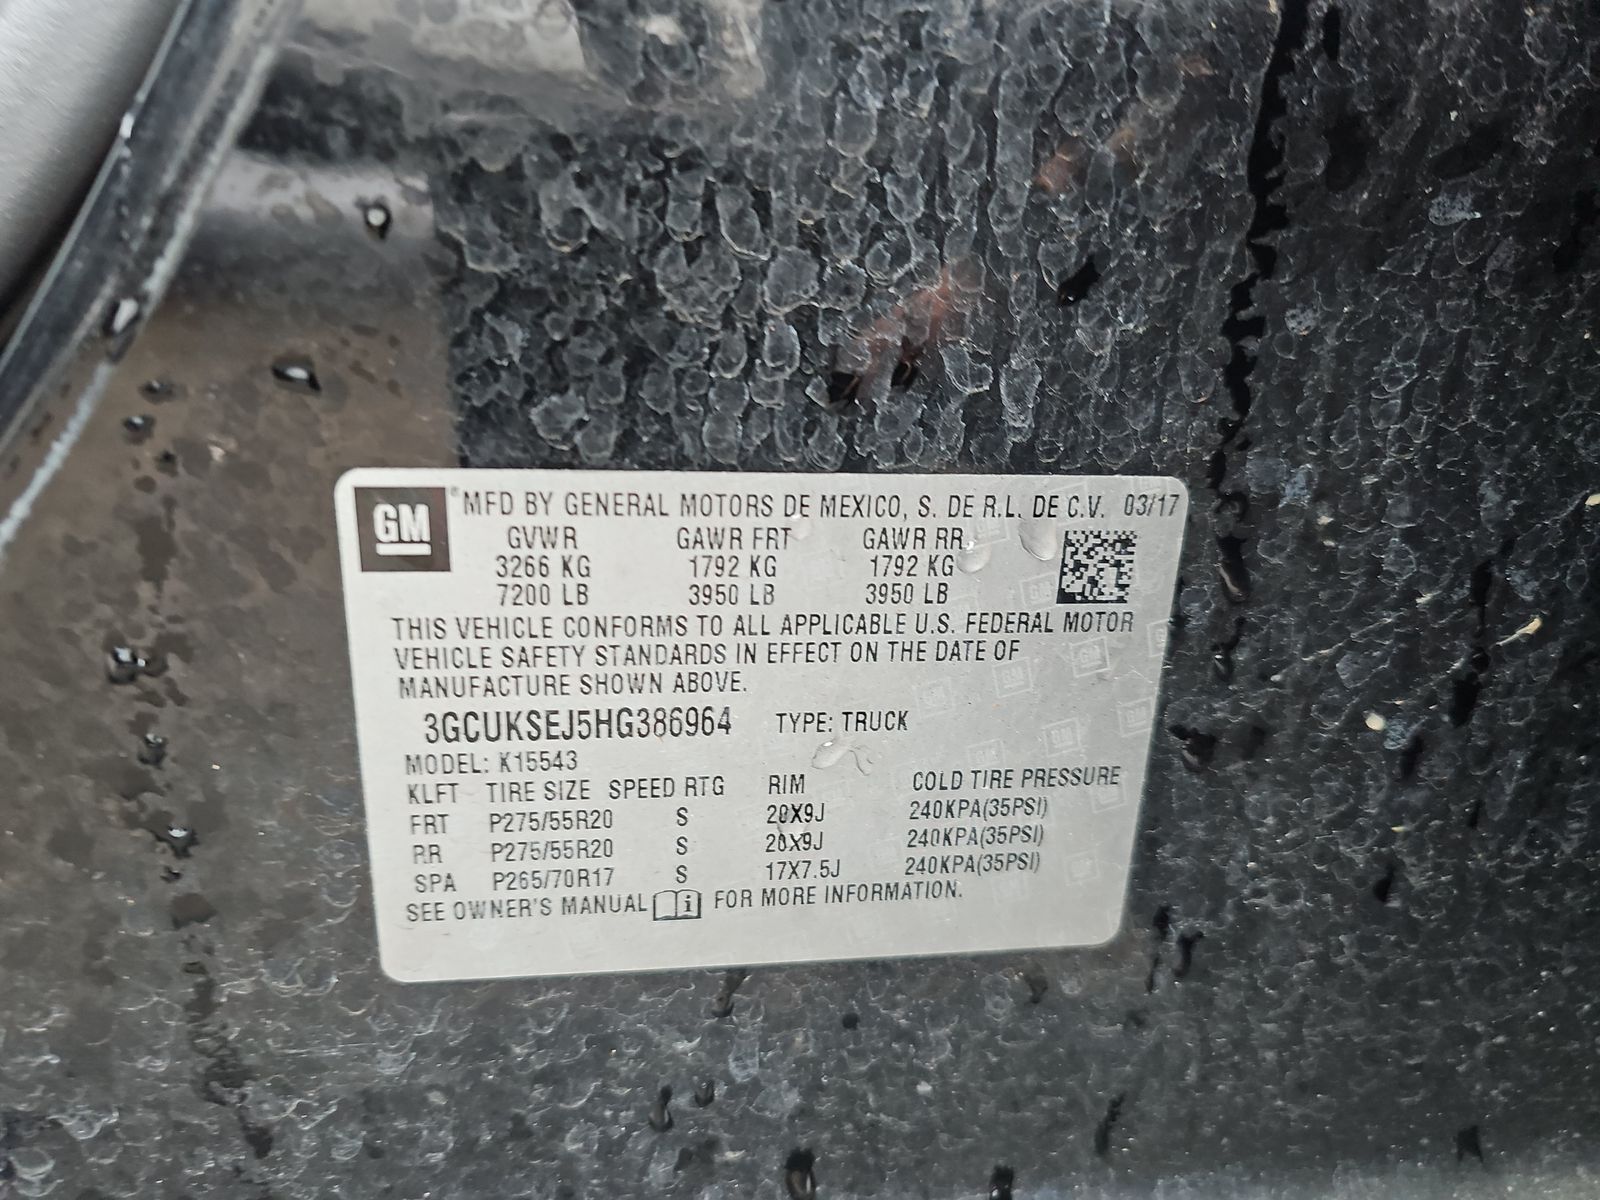 GM ® MFD BY GENERAL MOTORS DE MEXICO, S. DE R.L. DE C.V. 03/17
GVWR GAWR FRT GAWR RR
3266 KG 1792 KG 1792 KG
7200 LB 3950 LB 3950 LB
THIS VEHICLE CONFORMS TO ALL APPLICABLE U.S. FEDERAL MOTOR
VEHICLE SAFETY STANDARDS IN EFFECT ON THE DATE OF
MANUFACTURE SHOWN ABOVE.
3GCUKSEJ5HG386964 TYPE: TRUCK
MODEL: K15543
KLFT TIRE SIZE SPEED RTG RIM COLD TIRE PRESSURE
FRT P275/55R20 S 20X9J 240KPA(35PSI)
RR P275/55R20 S 20X9J 240KPA(35PSI)
SPA P265/70R17 S 17X7.5J 240KPA(35PSI)
SEE OWNER'S MANUAL i FOR MORE INFORMATION.